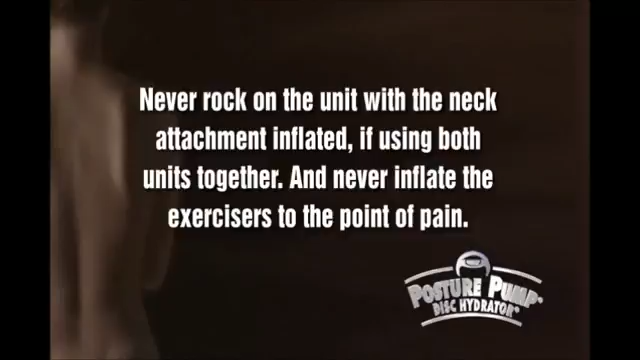 Never rock on the unit with the neck
attachment inflated, if using both
units together. And never inflate the
exercisers to the point of pain.
POSTURE PUMP®
DISC HYDRATOR®